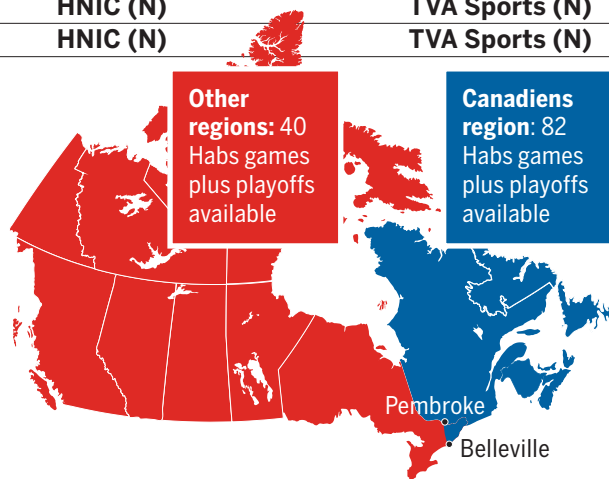 HNIC (N) TVA Sports (N)
HNIC (N) TVA Sports (N)
Other
regions: 40
Habs games
plus playoffs
available
Canadiens
region: 82
Habs games
plus playoffs
available
Pembroke
Belleville